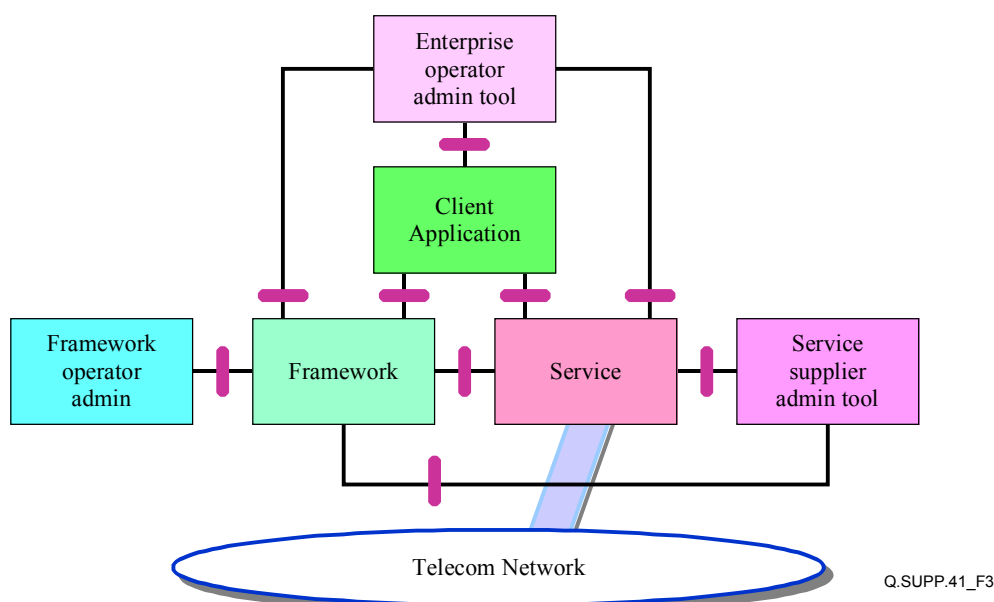 Enterprise
operator
admin tool
Client
Application
Framework
operator
admin
Framework
Service
Service
supplier
admin tool
Telecom Network
Q.SUPP.41_F3